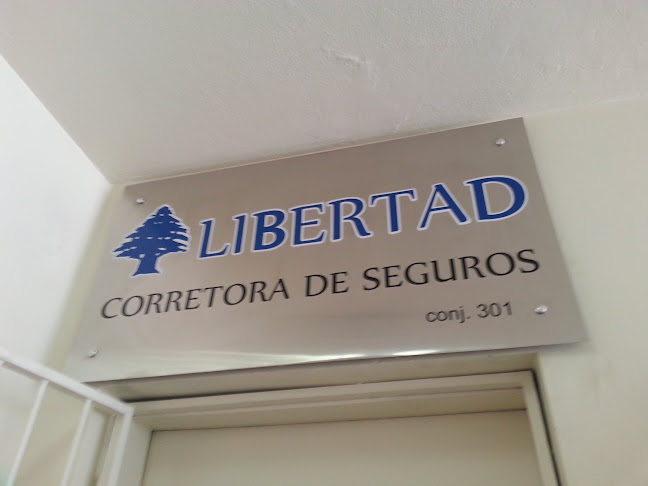 LIBERTAD
CORRETORA DE SEGUROS
conj. 301